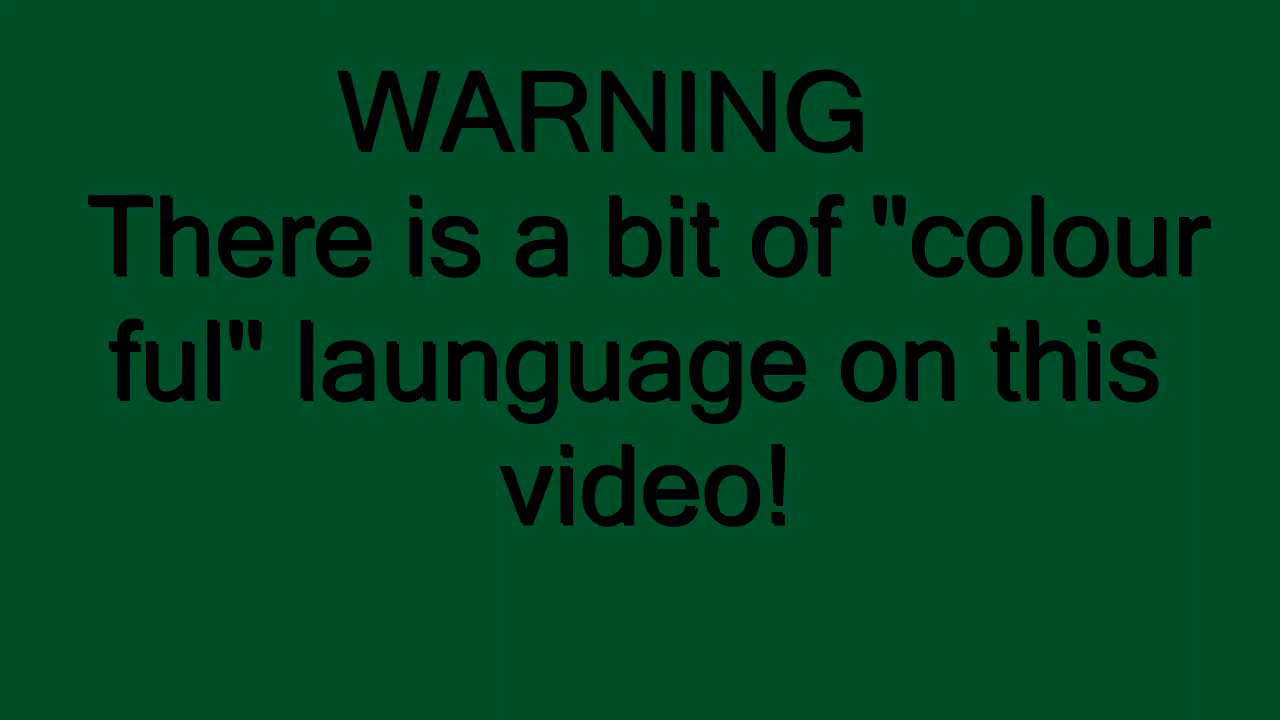 WARNING
There is a bit of "colour
ful" launguage on this
video!